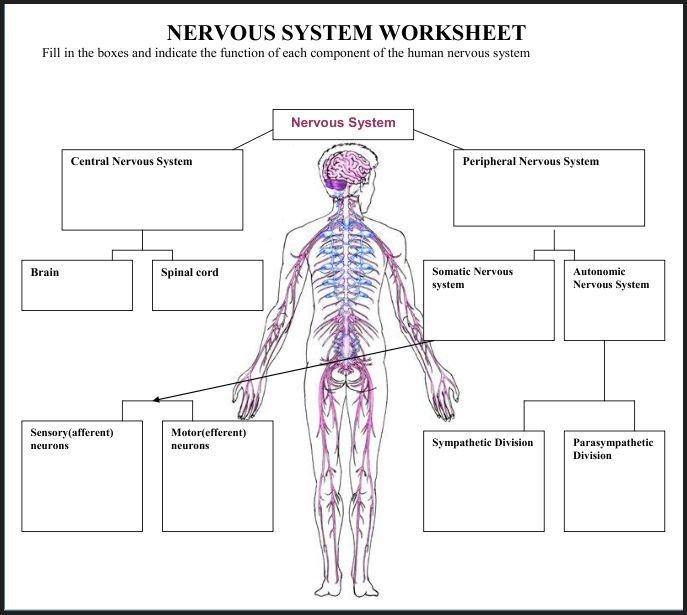 NERVOUS SYSTEM WORKSHEET
Fill in the boxes and indicate the function of each component of the human nervous system
Nervous System
Central Nervous System
Peripheral Nervous System
Brain
Spinal cord
Somatic Nervous
system
Autonomic
Nervous System
Sensory(afferent)
neurons
Motor(efferent)
neurons
Sympathetic Division
Parasympathetic
Division